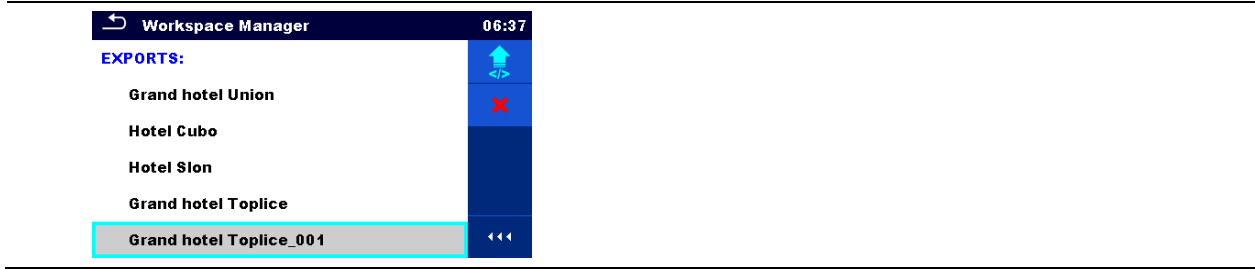 Workspace Manager 06:37
EXPORTS:
</>
Grand hotel Union
Hotel Cubo
Hotel Slon
Grand hotel Toplice
Grand hotel Toplice_001